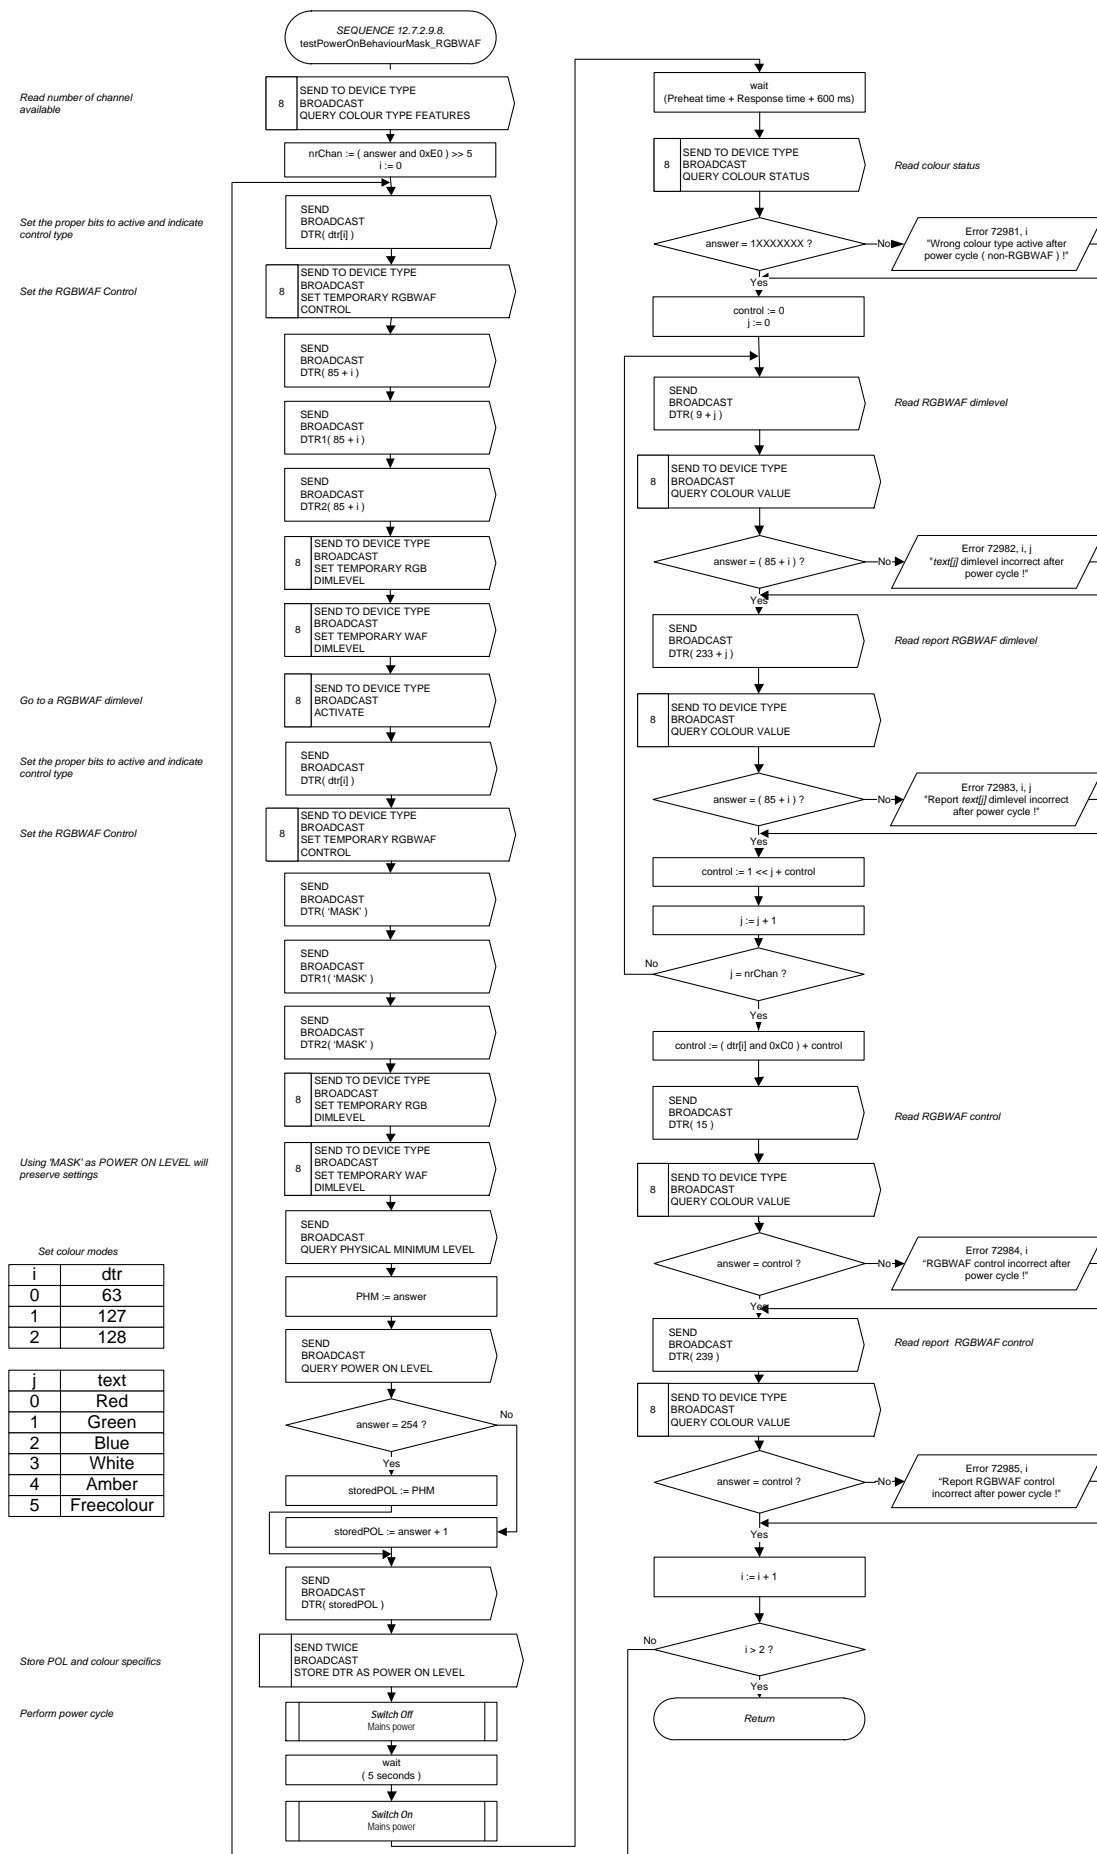 SEQUENCE 12.7.2.9.8.
testPowerOnBehaviourMask_RGBWAF
Read number of channel
available
8
SEND TO DEVICE TYPE
BROADCAST
QUERY COLOUR TYPE FEATURES
nrChan := ( answer and 0xE0 ) >> 5
i := 0
Set the proper bits to active and indicate
control type
SEND
BROADCAST
DTR( dtr[i] )
Set the RGBWAF Control
8
SEND TO DEVICE TYPE
BROADCAST
SET TEMPORARY RGBWAF
CONTROL
SEND
BROADCAST
DTR( 85 + i )
SEND
BROADCAST
DTR1( 85 + i )
SEND
BROADCAST
DTR2( 85 + i )
8
SEND TO DEVICE TYPE
BROADCAST
SET TEMPORARY RGB
DIMLEVEL
8
SEND TO DEVICE TYPE
BROADCAST
SET TEMPORARY WAF
DIMLEVEL
Go to a RGBWAF dimlevel
8
SEND TO DEVICE TYPE
BROADCAST
ACTIVATE
Set the proper bits to active and indicate
control type
SEND
BROADCAST
DTR( dtr[i] )
Set the RGBWAF Control
8
SEND TO DEVICE TYPE
BROADCAST
SET TEMPORARY RGBWAF
CONTROL
SEND
BROADCAST
DTR( 'MASK' )
SEND
BROADCAST
DTR1( 'MASK' )
SEND
BROADCAST
DTR2( 'MASK' )
8
SEND TO DEVICE TYPE
BROADCAST
SET TEMPORARY RGB
DIMLEVEL
Using 'MASK' as POWER ON LEVEL will
preserve settings
8
SEND TO DEVICE TYPE
BROADCAST
SET TEMPORARY WAF
DIMLEVEL
SEND
BROADCAST
QUERY PHYSICAL MINIMUM LEVEL
PHM := answer
SEND
BROADCAST
QUERY POWER ON LEVEL
answer = 254 ?
No
Yes
storedPOL := PHM
storedPOL := answer + 1
SEND
BROADCAST
DTR( storedPOL )
Store POL and colour specifics
SEND TWICE
BROADCAST
STORE DTR AS POWER ON LEVEL
Perform power cycle
Switch Off
Mains power
wait
( 5 seconds )
Switch On
Mains power
Set colour modes
i dtr
0 63
1 127
2 128
j text
0 Red
1 Green
2 Blue
3 White
4 Amber
5 Freecolour
wait
(Preheat time + Response time + 600 ms)
8
SEND TO DEVICE TYPE
BROADCAST
QUERY COLOUR STATUS
Read colour status
answer = 1XXXXXXX ?
No
Error 72981, i
"Wrong colour type active after
power cycle ( non-RGBWAF ) !"
Yes
control := 0
j := 0
SEND
BROADCAST
DTR( 9 + j )
Read RGBWAF dimlevel
8
SEND TO DEVICE TYPE
BROADCAST
QUERY COLOUR VALUE
answer = ( 85 + i ) ?
No
Error 72982, i, j
"text[j] dimlevel incorrect after
power cycle !"
Yes
SEND
BROADCAST
DTR( 233 + j )
Read report RGBWAF dimlevel
8
SEND TO DEVICE TYPE
BROADCAST
QUERY COLOUR VALUE
answer = ( 85 + i ) ?
No
Error 72983, i, j
"Report text[j] dimlevel incorrect
after power cycle !"
Yes
control := 1 << j + control
j := j + 1
No
j = nrChan ?
Yes
control := ( dtr[i] and 0xC0 ) + control
SEND
BROADCAST
DTR( 15 )
Read RGBWAF control
8
SEND TO DEVICE TYPE
BROADCAST
QUERY COLOUR VALUE
answer = control ?
No
Error 72984, i
"RGBWAF control incorrect after
power cycle !"
Yes
SEND
BROADCAST
DTR( 239 )
Read report RGBWAF control
8
SEND TO DEVICE TYPE
BROADCAST
QUERY COLOUR VALUE
answer = control ?
No
Error 72985, i
"Report RGBWAF control
incorrect after power cycle !"
Yes
i := i + 1
No
i > 2 ?
Yes
Return